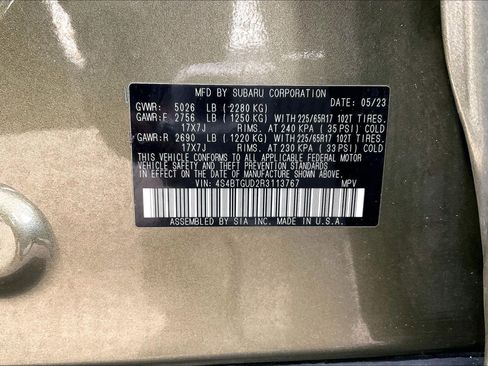 MFD BY SUBARU CORPORATION
GVWR: 5026 LB ( 2280 KG) DATE: 05/23
GAWR:F 2756 LB ( 1250 KG) WITH 225/65R17 102T TIRES.
17X7J RIMS. AT 240 KPA ( 35 PSI) COLD
GAWR:R 2690 LB ( 1220 KG) WITH 225/65R17 102T TIRES.
17X7J RIMS. AT 230 KPA ( 33 PSI) COLD
THIS VEHICLE CONFORMS TO ALL APPLICABLE FEDERAL MOTOR
VEHICLE SAFETY AND THEFT PREVENTION STANDARDS IN EFFECT
ON THE DATE OF MANUFACTURE SHOWN ABOVE.
VIN: 4S4BTGUD2R3113767 MPV
ASSEMBLED BY SIA IN U.S.A.